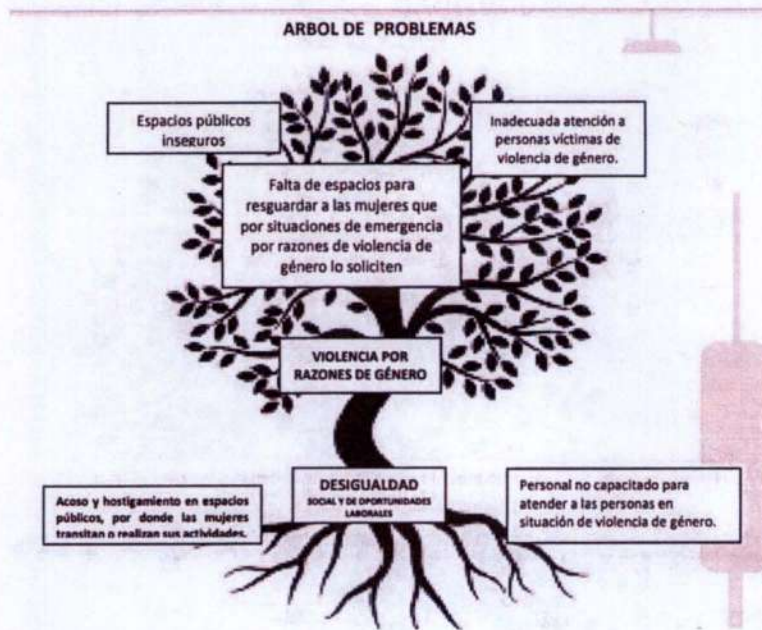 ARBOL DE PROBLEMAS
Espacios públicos
inseguros
Inadecuada atención a
personas víctimas de
violencia de género.
Falta de espacios para
resguardar a las mujeres que
por situaciones de emergencia
por razones de violencia de
género lo soliciten
VIOLENCIA POR
RAZONES DE GÉNERO
DESIGUALDAD
SOCIAL Y DE OPORTUNIDADES
LABORALES
Acoso y hostigamiento en espacios
públicos, por donde las mujeres
transitan o realizan sus actividades.
Personal no capacitado para
atender a las personas en
situación de violencia de género.